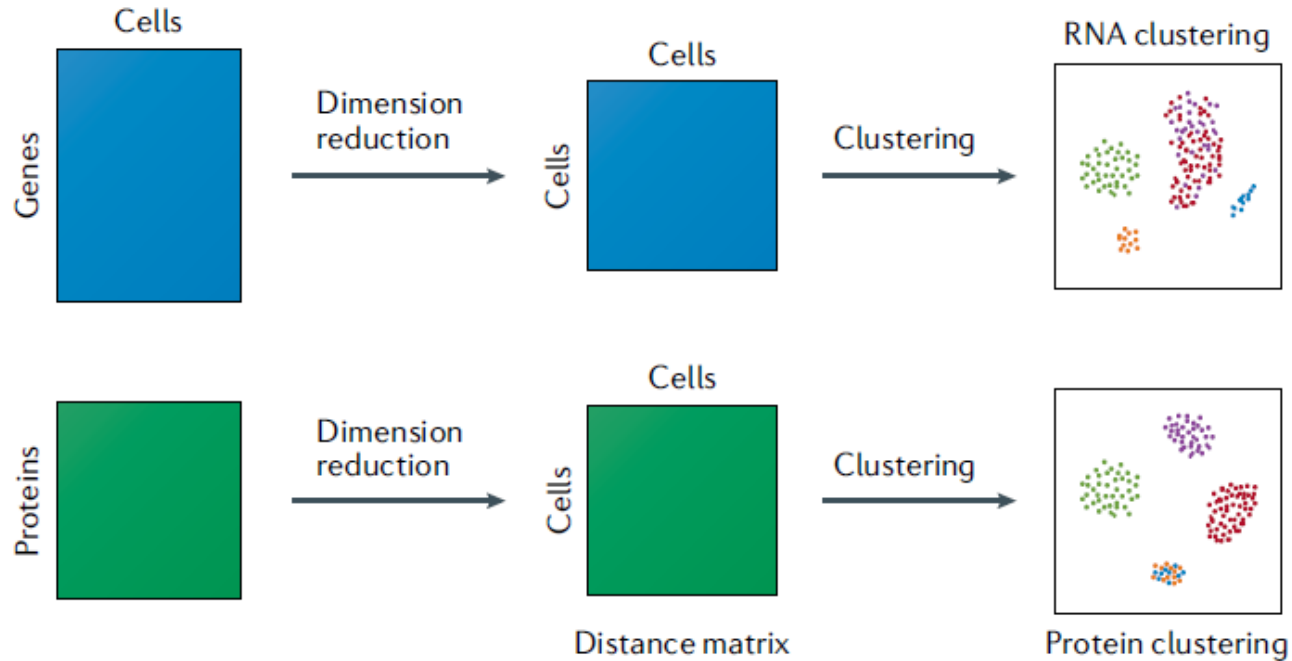 Cells
RNA clustering
Genes
Dimension
reduction
Cells
Cells
Clustering
Proteins
Dimension
reduction
Cells
Cells
Clustering
Distance matrix
Protein clustering